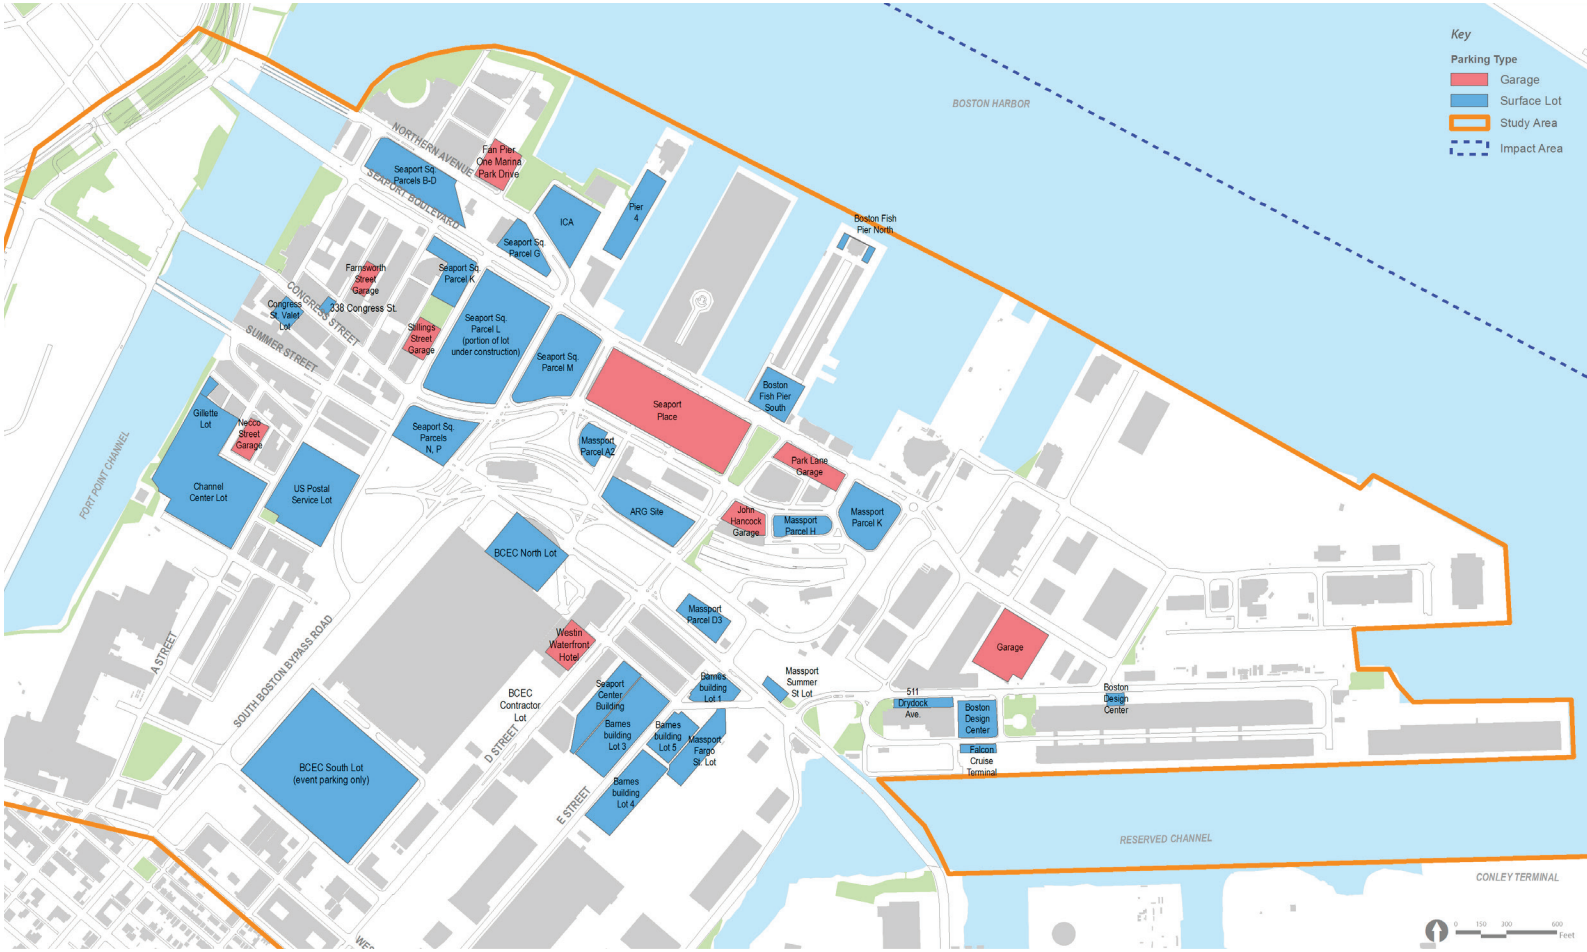 Key
Parking Type
Garage
Surface Lot
Study Area
Impact Area
BOSTON HARBOR
NORTHERN AVENUE
SEAPORT BOULEVARD
Fan Pier
One Marina
Park Drive
Seaport Sq.
Parcels B-D
ICA
Pier
4
Seaport Sq.
Parcel G
Boston Fish
Pier North
Seaport Sq.
Parcel K
Farnsworth
Street
Garage
CONGRESS STREET
338 Congress St.
Congress
St. Valet
Lot
SUMMER STREET
Stillings
Street
Garage
Seaport Sq.
Parcel L
(portion of lot
under construction)
Seaport Sq.
Parcel M
Seaport
Place
Boston
Fish Pier
South
Gillette
Lot
Necco
Street
Garage
Seaport Sq.
Parcels
N, P
Massport
Parcel A2
Park Lane
Garage
FORT POINT CHANNEL
Channel
Center Lot
US Postal
Service Lot
ARG Site
John
Hancock
Garage
Massport
Parcel H
Massport
Parcel K
BCEC North Lot
Massport
Parcel D3
A STREET
SOUTH BOSTON BYPASS ROAD
Westin
Waterfront
Hotel
Garage
BCEC
Contractor
Lot
Seaport
Center
Building
Barnes
building
Lot 1
Massport
Summer
St Lot
511
Drydock
Ave.
Boston
Design
Center
Boston
Design
Center
D STREET
Barnes
building
Lot 3
Barnes
building
Lot 5
Massport
Fargo
St. Lot
Falcon
Cruise
Terminal
BCEC South Lot
(event parking only)
Barnes
building
Lot 4
E STREET
RESERVED CHANNEL
CONLEY TERMINAL
0 150 300 600
Feet